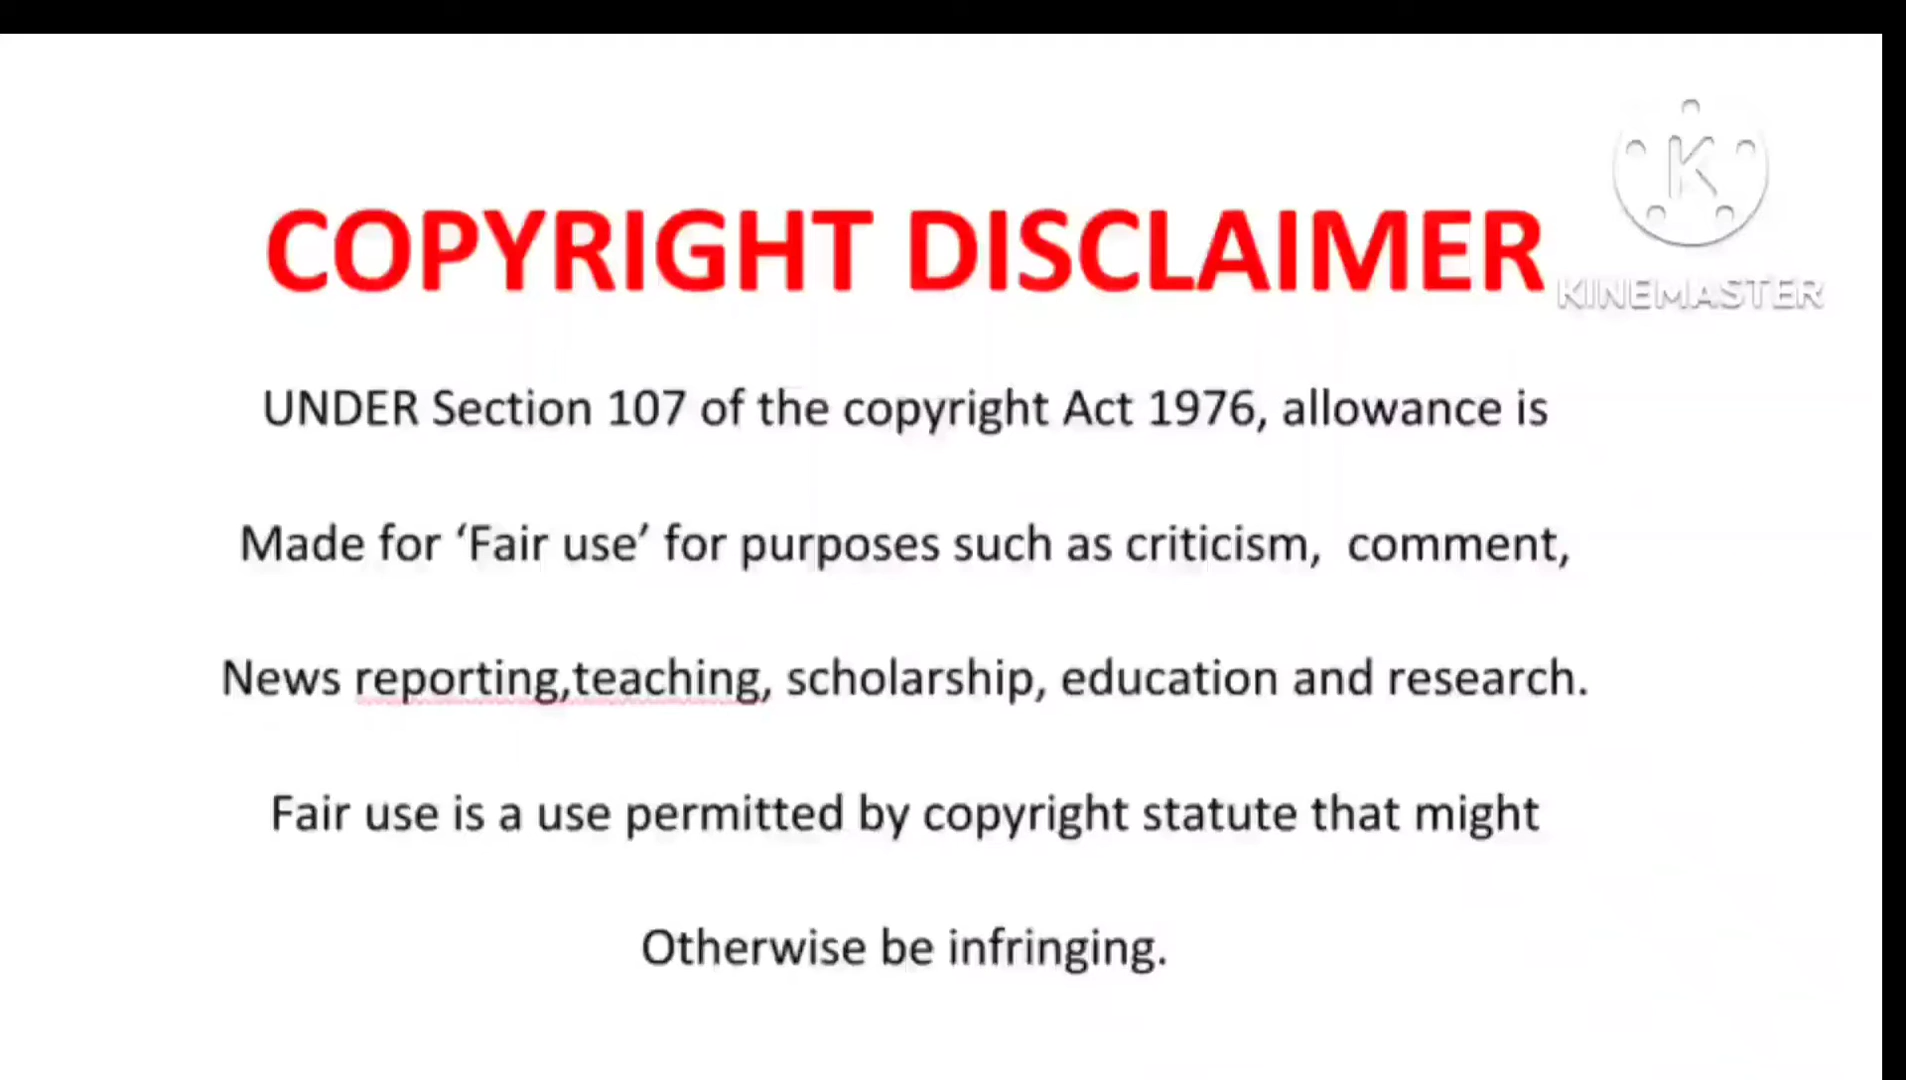 COPYRIGHT DISCLAIMER
KINEMASTER
UNDER Section 107 of the copyright Act 1976, allowance is
Made for ‘Fair use’ for purposes such as criticism,  comment,
News reporting,teaching, scholarship, education and research.
Fair use is a use permitted by copyright statute that might
Otherwise be infringing.